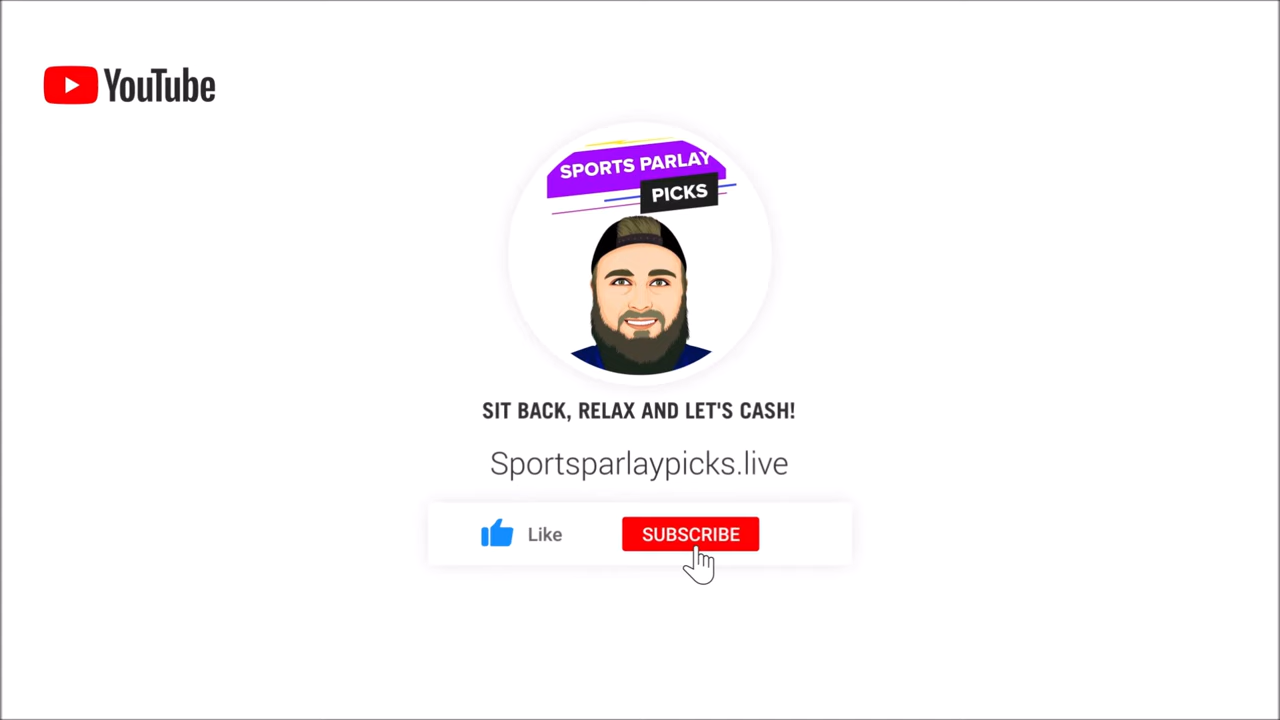 YouTube
SPORTS PARLAY
PICKS
SIT BACK, RELAX AND LET'S CASH!
Sportsparlaypicks.live
Like
SUBSCRIBE